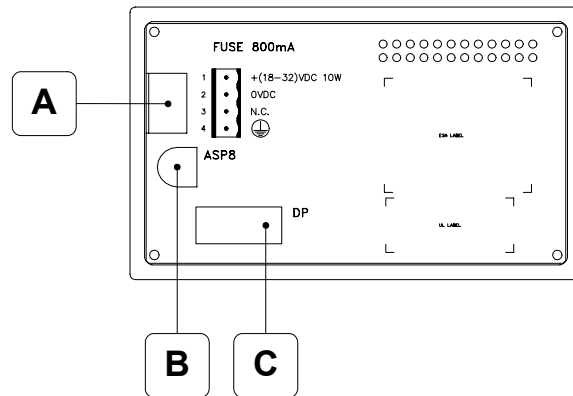 FUSE 800mA
1 +(18-32)VDC 10W
2 0VDC
3 N.C.
4
A
ASP8
ESA LABEL
DP
UL LABEL
B
C